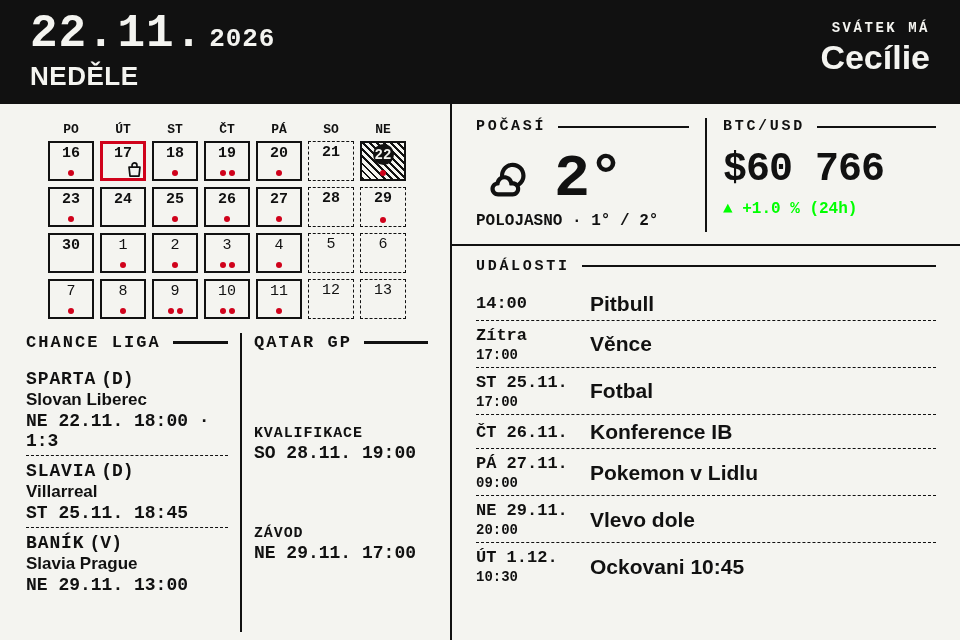 22.11. 2026
NEDĚLE
SVÁTEK MÁ
Cecílie
PO ÚT ST ČT PÁ SO NE
16 17 18 19 20 21 22
23 24 25 26 27 28 29
30 1 2 3 4 5 6
7 8 9 10 11 12 13
CHANCE LIGA
SPARTA (D)
Slovan Liberec
NE 22.11. 18:00 ·
1:3
SLAVIA (D)
Villarreal
ST 25.11. 18:45
BANÍK (V)
Slavia Prague
NE 29.11. 13:00
QATAR GP
KVALIFIKACE
SO 28.11. 19:00
ZÁVOD
NE 29.11. 17:00
POČASÍ
2°
POLOJASNO · 1° / 2°
BTC/USD
$60 766
▲ +1.0 % (24h)
UDÁLOSTI
14:00 Pitbull
Zítra
17:00
Věnce
ST 25.11.
17:00
Fotbal
ČT 26.11. Konference IB
PÁ 27.11.
09:00
Pokemon v Lidlu
NE 29.11.
20:00
Vlevo dole
ÚT 1.12.
10:30
Ockovani 10:45